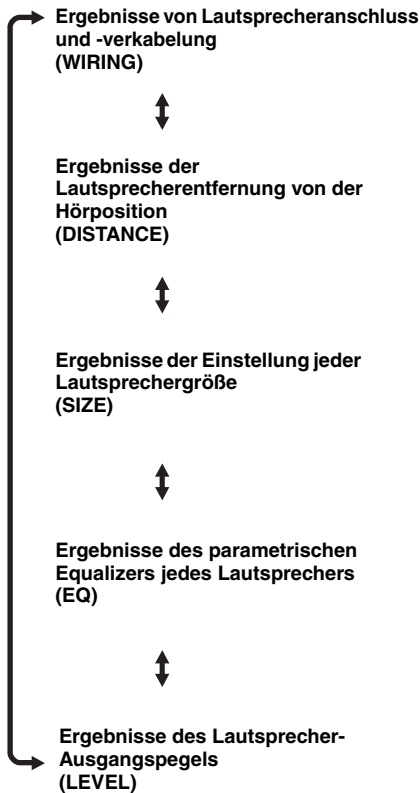 Ergebnisse von Lautsprecheranschluss
und -verkabelung
(WIRING)
Ergebnisse der
Lautsprecherentfernung von der
Hörposition
(DISTANCE)
Ergebnisse der Einstellung jeder
Lautsprechergröße
(SIZE)
Ergebnisse des parametrischen
Equalizers jedes Lautsprechers
(EQ)
Ergebnisse des Lautsprecher-
Ausgangspegels
(LEVEL)